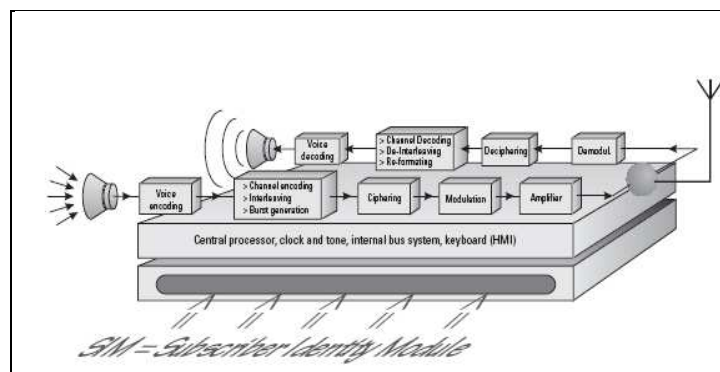 Voice
decoding
> Channel Decoding
> De-Interleaving
> Re-formating
Deciphering
Demodul.
Voice
encoding
> Channel encoding
Interleaving
> Burst generation
Ciphering
Modulation
Amplifier
Central processor, clock and tone, internal bus system, keyboard (HMI)
SIM = Subscriber Identity Module